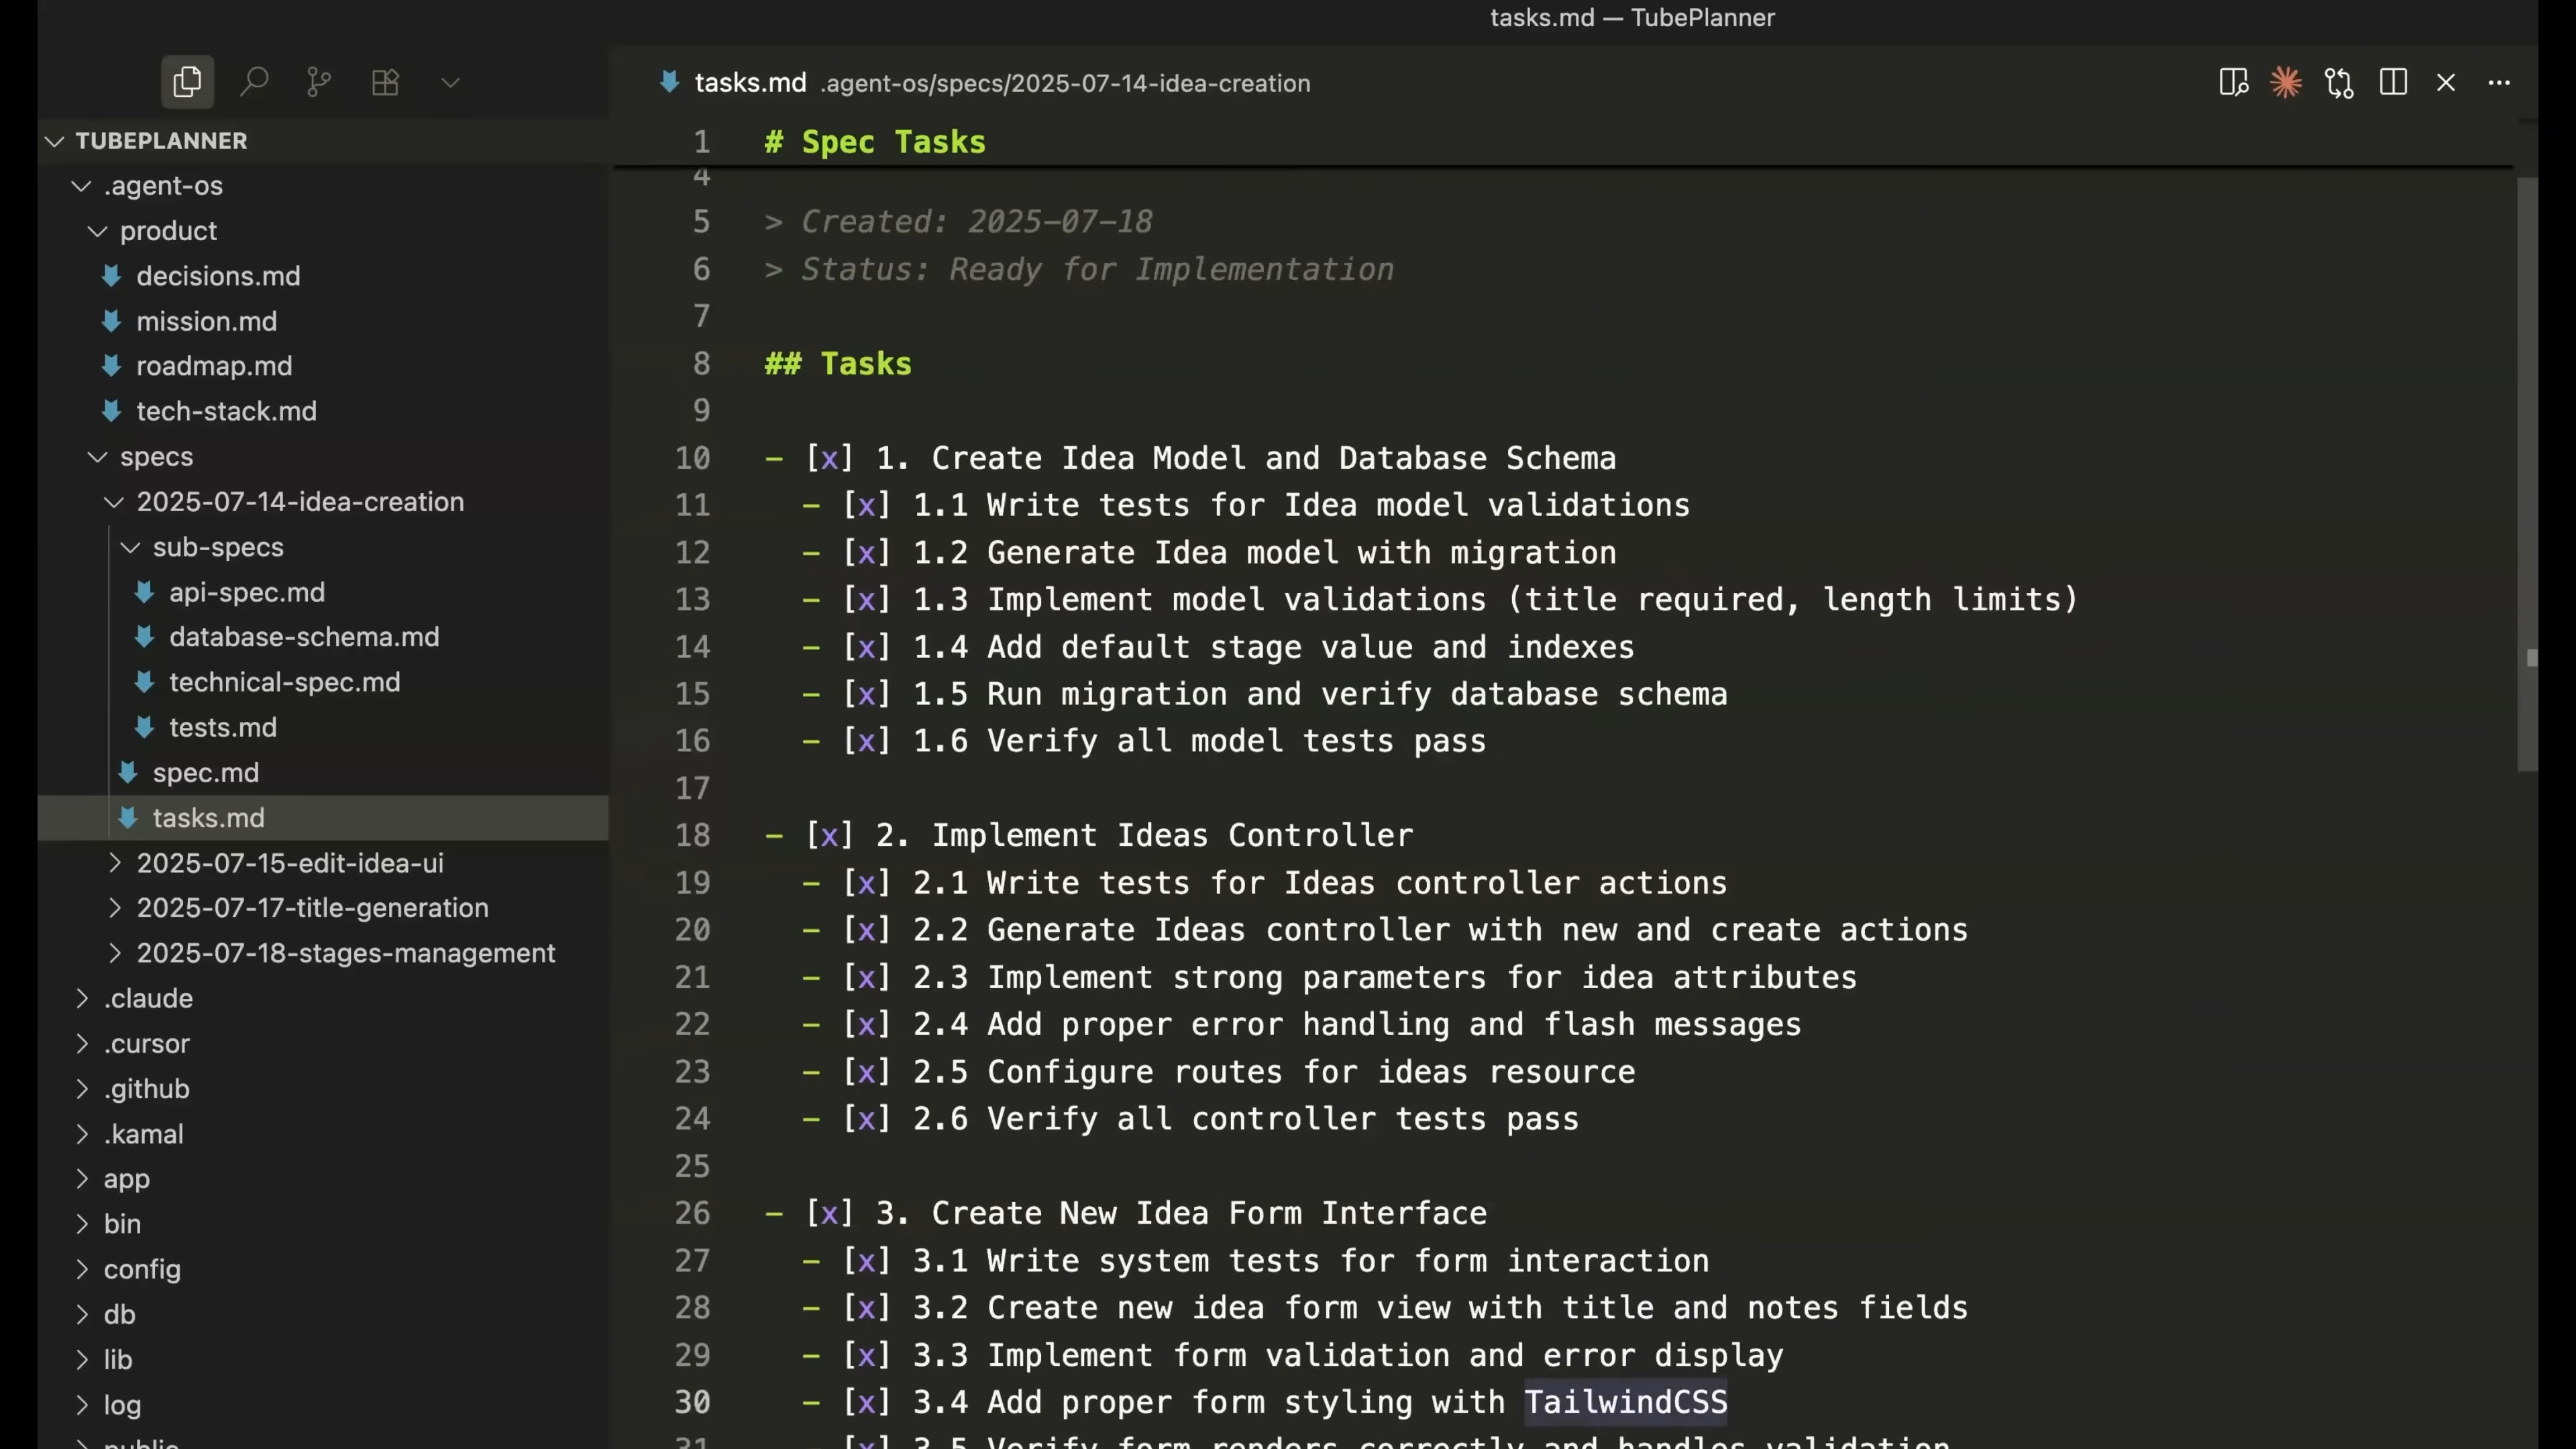 tasks.md — TubePlanner
tasks.md .agent-os/specs/2025-07-14-idea-creation
TUBEPLANNER
.agent-os
product
decisions.md
mission.md
roadmap.md
tech-stack.md
specs
2025-07-14-idea-creation
sub-specs
api-spec.md
database-schema.md
technical-spec.md
tests.md
spec.md
tasks.md
2025-07-15-edit-idea-ui
2025-07-17-title-generation
2025-07-18-stages-management
.claude
.cursor
.github
.kamal
app
bin
config
db
lib
log
public
1 # Spec Tasks
4
5 > Created: 2025-07-18
6 > Status: Ready for Implementation
7
8 ## Tasks
9
10 - [x] 1. Create Idea Model and Database Schema
11 - [x] 1.1 Write tests for Idea model validations
12 - [x] 1.2 Generate Idea model with migration
13 - [x] 1.3 Implement model validations (title required, length limits)
14 - [x] 1.4 Add default stage value and indexes
15 - [x] 1.5 Run migration and verify database schema
16 - [x] 1.6 Verify all model tests pass
17
18 - [x] 2. Implement Ideas Controller
19 - [x] 2.1 Write tests for Ideas controller actions
20 - [x] 2.2 Generate Ideas controller with new and create actions
21 - [x] 2.3 Implement strong parameters for idea attributes
22 - [x] 2.4 Add proper error handling and flash messages
23 - [x] 2.5 Configure routes for ideas resource
24 - [x] 2.6 Verify all controller tests pass
25
26 - [x] 3. Create New Idea Form Interface
27 - [x] 3.1 Write system tests for form interaction
28 - [x] 3.2 Create new idea form view with title and notes fields
29 - [x] 3.3 Implement form validation and error display
30 - [x] 3.4 Add proper form styling with TailwindCSS
31 - [x] 3.5 Verify form renders correctly and handles validation